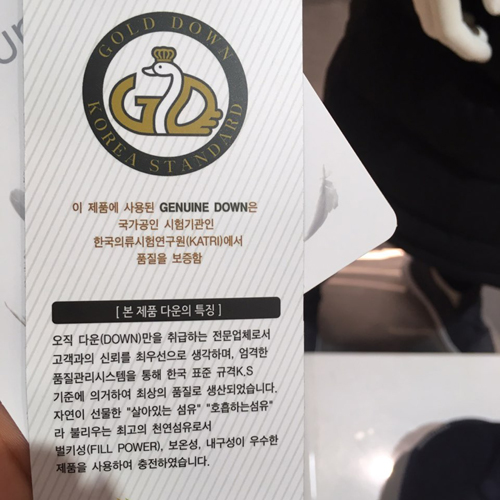 GOLD DOWN
GD
KOREA STANDARD
이 제품에 사용된 GENUINE DOWN은
국가공인 시험기관인
한국의류시험연구원(KATRI)에서
품질을 보증함
[ 본 제품 다운의 특징 ]
오직 다운(DOWN)만을 취급하는 전문업체로서
고객과의 신뢰를 최우선으로 생각하며, 엄격한
품질관리시스템을 통해 한국 표준 규격K.S
기준에 의거하여 최상의 품질로 생산되었습니다.
자연이 선물한 "살아있는 섬유" "호흡하는섬유"
라 불리우는 최고의 천연섬유로서
벌키성(FILL POWER), 보온성, 내구성이 우수한
제품을 사용하여 충전하였습니다.